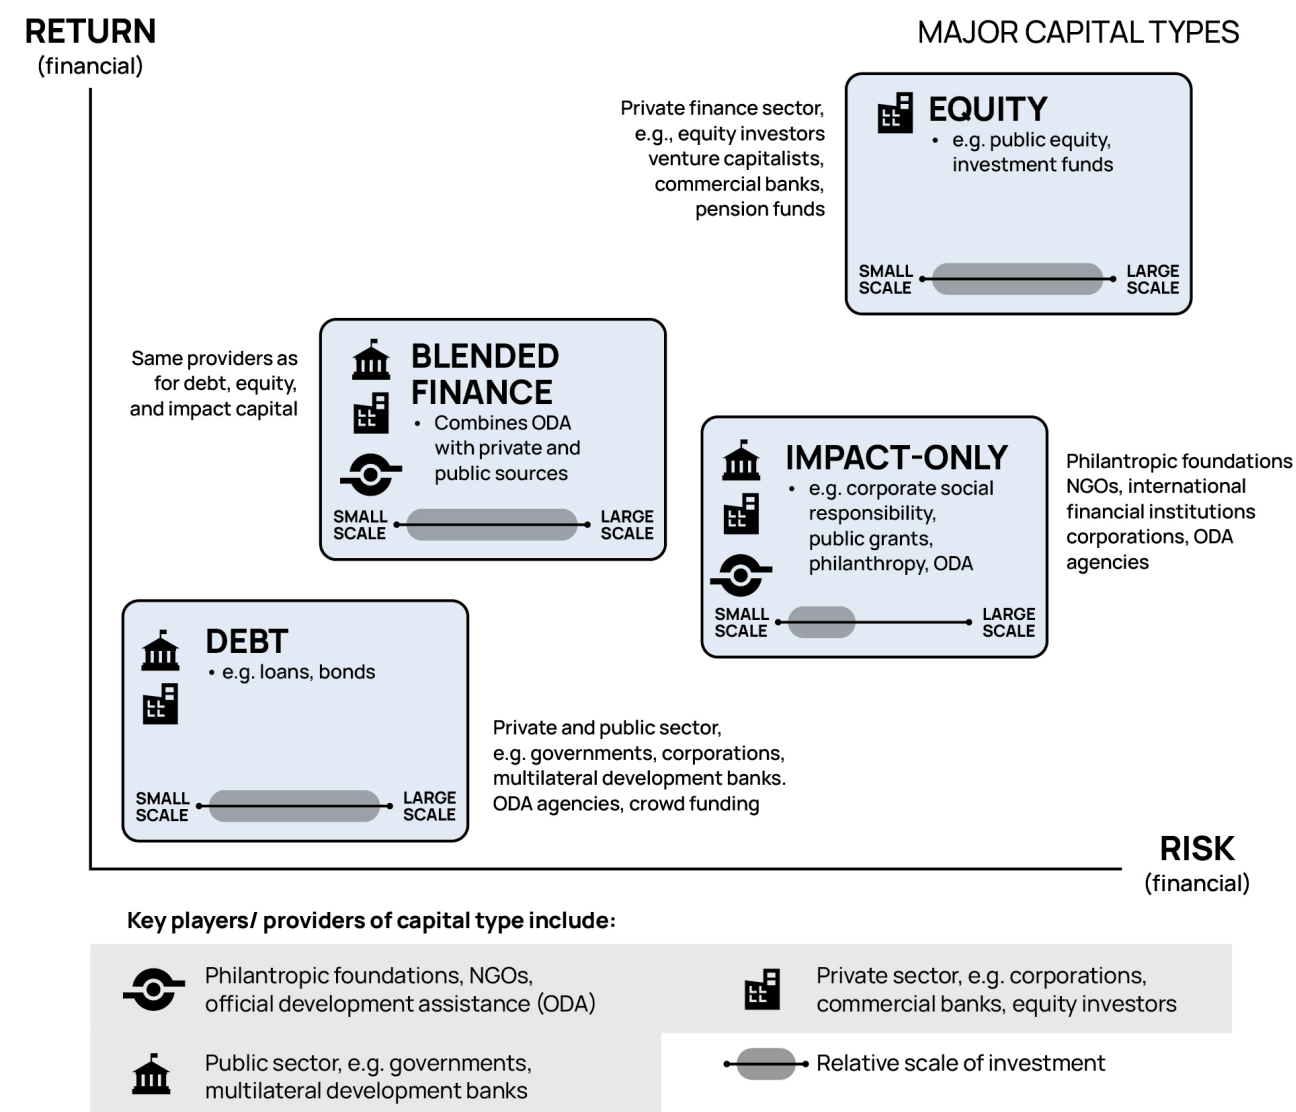 RETURN
(financial)
MAJOR CAPITAL TYPES
Private finance sector,
e.g., equity investors
venture capitalists,
commercial banks,
pension funds
EQUITY
• e.g. public equity,
investment funds
SMALL
SCALE
LARGE
SCALE
Same providers as
for debt, equity,
and impact capital
BLENDED
FINANCE
• Combines ODA
with private and
public sources
SMALL
SCALE
LARGE
SCALE
IMPACT-ONLY
• e.g. corporate social
responsibility,
public grants,
philanthropy, ODA
SMALL
SCALE
LARGE
SCALE
Philantropic foundations
NGOs, international
financial institutions
corporations, ODA
agencies
DEBT
• e.g. loans, bonds
SMALL
SCALE
LARGE
SCALE
Private and public sector,
e.g. governments, corporations,
multilateral development banks.
ODA agencies, crowd funding
RISK
(financial)
Key players/ providers of capital type include:
Philantropic foundations, NGOs,
official development assistance (ODA)
Private sector, e.g. corporations,
commercial banks, equity investors
Public sector, e.g. governments,
multilateral development banks
Relative scale of investment